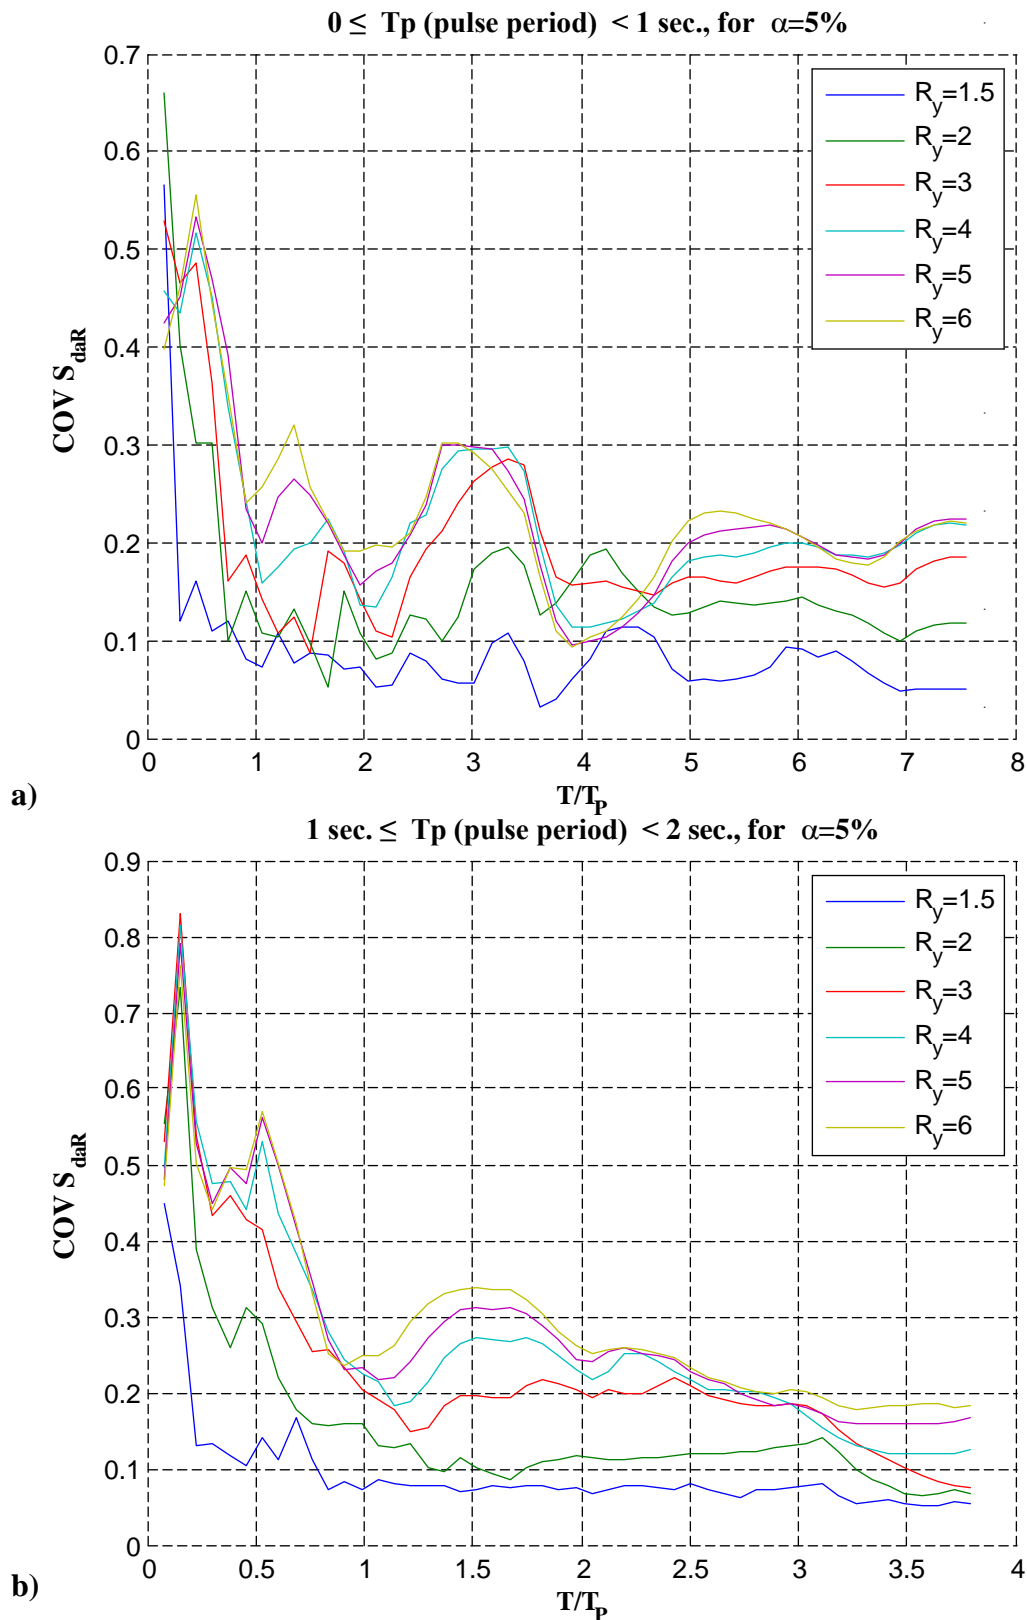 0 ≤ Tp (pulse period) < 1 sec., for α=5%
0.7
0.6
0.5
0.4
0.3
0.2
0.1
0
COV S_daR
R_y=1.5
R_y=2
R_y=3
R_y=4
R_y=5
R_y=6
0 1 2 3 4 5 6 7 8
T/T_P
a)
1 sec. ≤ Tp (pulse period) < 2 sec., for α=5%
0.9
0.8
0.7
0.6
0.5
0.4
0.3
0.2
0.1
0
COV S_daR
R_y=1.5
R_y=2
R_y=3
R_y=4
R_y=5
R_y=6
0 0.5 1 1.5 2 2.5 3 3.5 4
T/T_P
b)